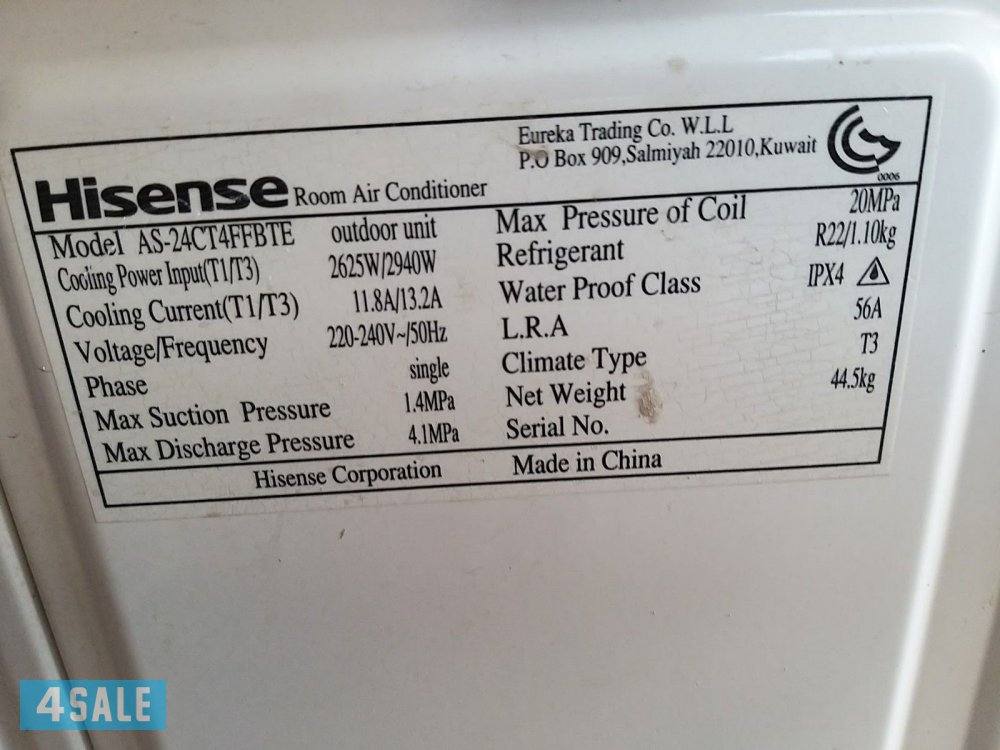 Eureka Trading Co. W.L.L
P.O Box 909,Salmiyah 22010,Kuwait
0006
Hisense Room Air Conditioner
Model AS-24CT4FFBTE outdoor unit
Cooling Power Input(T1/T3) 2625W/2940W
Cooling Current(T1/T3) 11.8A/13.2A
Voltage/Frequency 220-240V~/50Hz
Phase single
Max Suction Pressure 1.4MPa
Max Discharge Pressure 4.1MPa
Max Pressure of Coil 20MPa
Refrigerant R22/1.10kg
Water Proof Class IPX4
L.R.A 56A
Climate Type T3
Net Weight 44.5kg
Serial No.
Hisense Corporation Made in China
4SALE